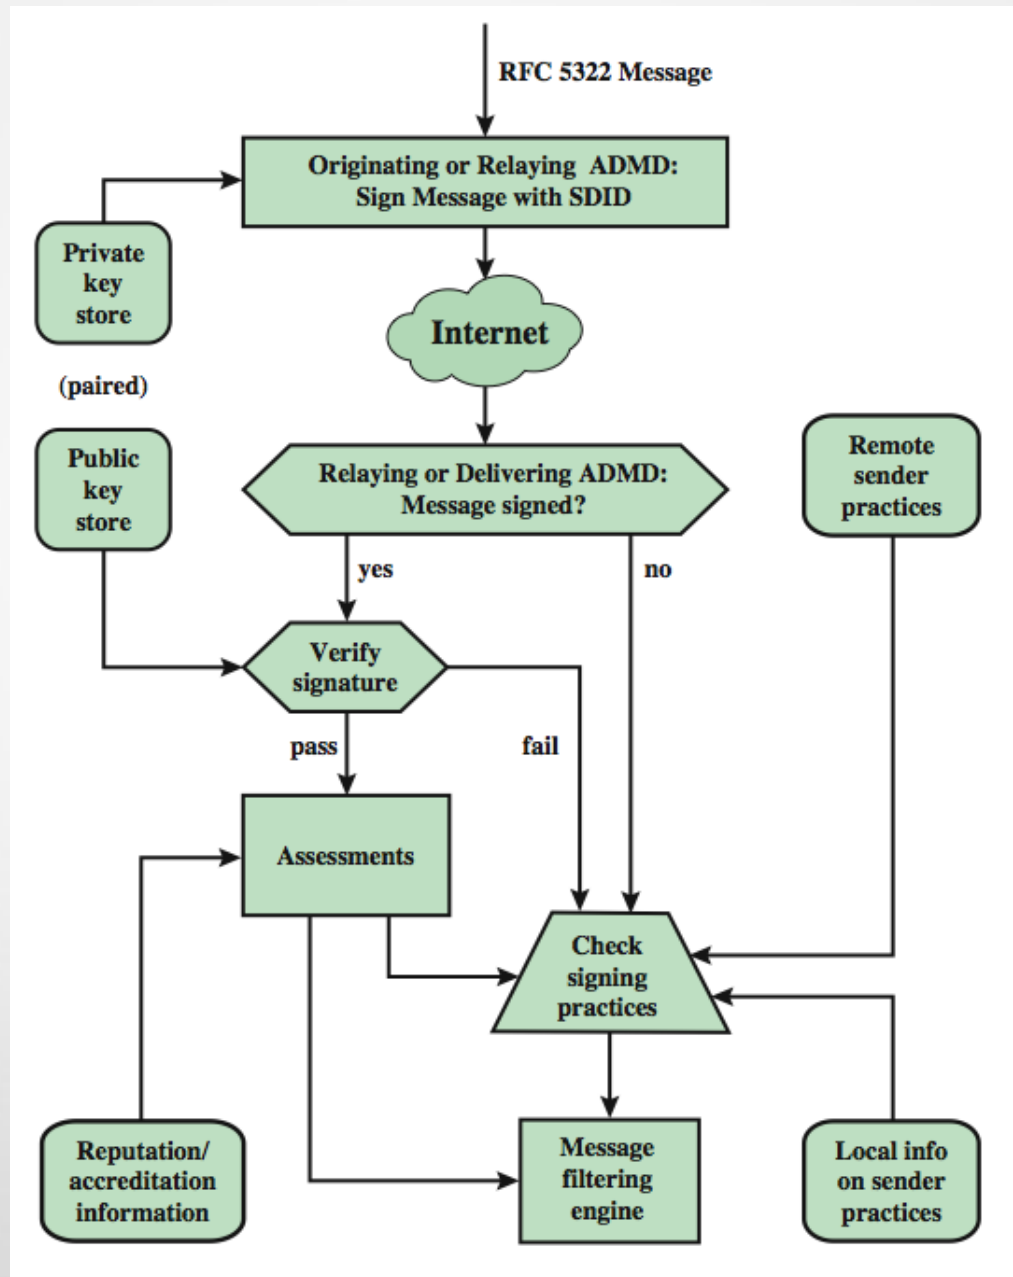 RFC 5322 Message
Originating or Relaying ADMD:
Sign Message with SDID
Private
key
store
Internet
(paired)
Public
key
store
Relaying or Delivering ADMD:
Message signed?
Remote
sender
practices
yes
no
Verify
signature
pass
fail
Assessments
Check
signing
practices
Reputation/
accreditation
information
Message
filtering
engine
Local info
on sender
practices